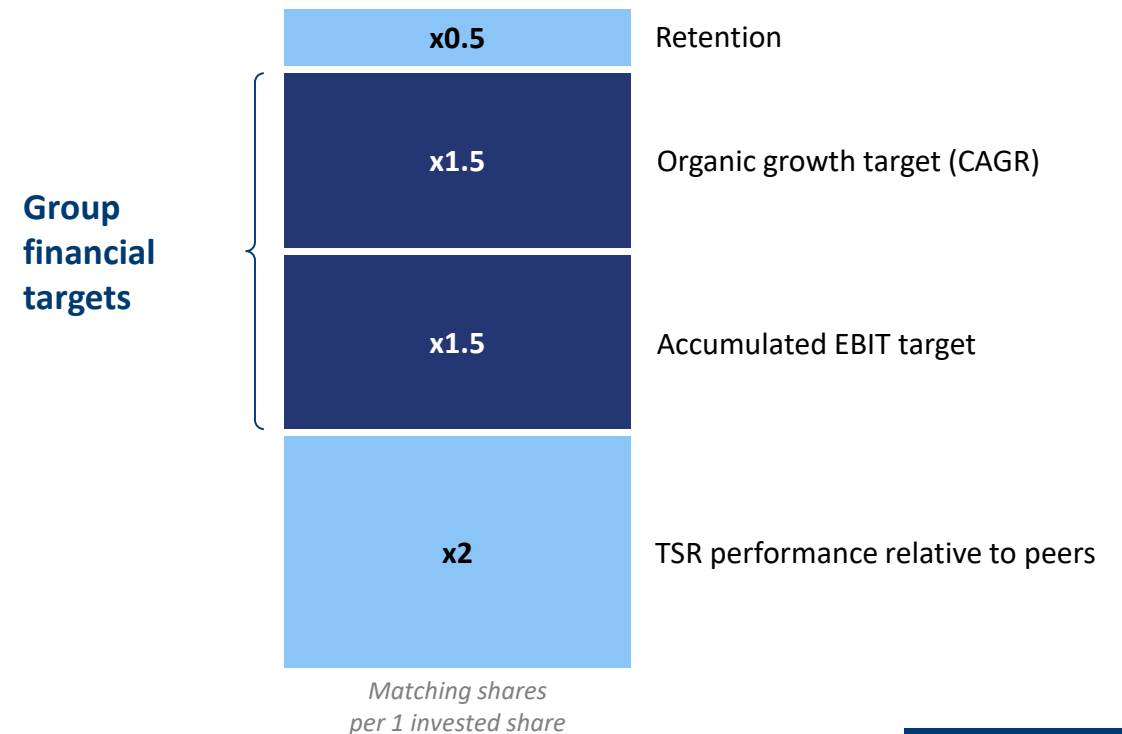 x0.5
Retention
Group
financial
targets
x1.5
Organic growth target (CAGR)
x1.5
Accumulated EBIT target
x2
TSR performance relative to peers
Matching shares
per 1 invested share